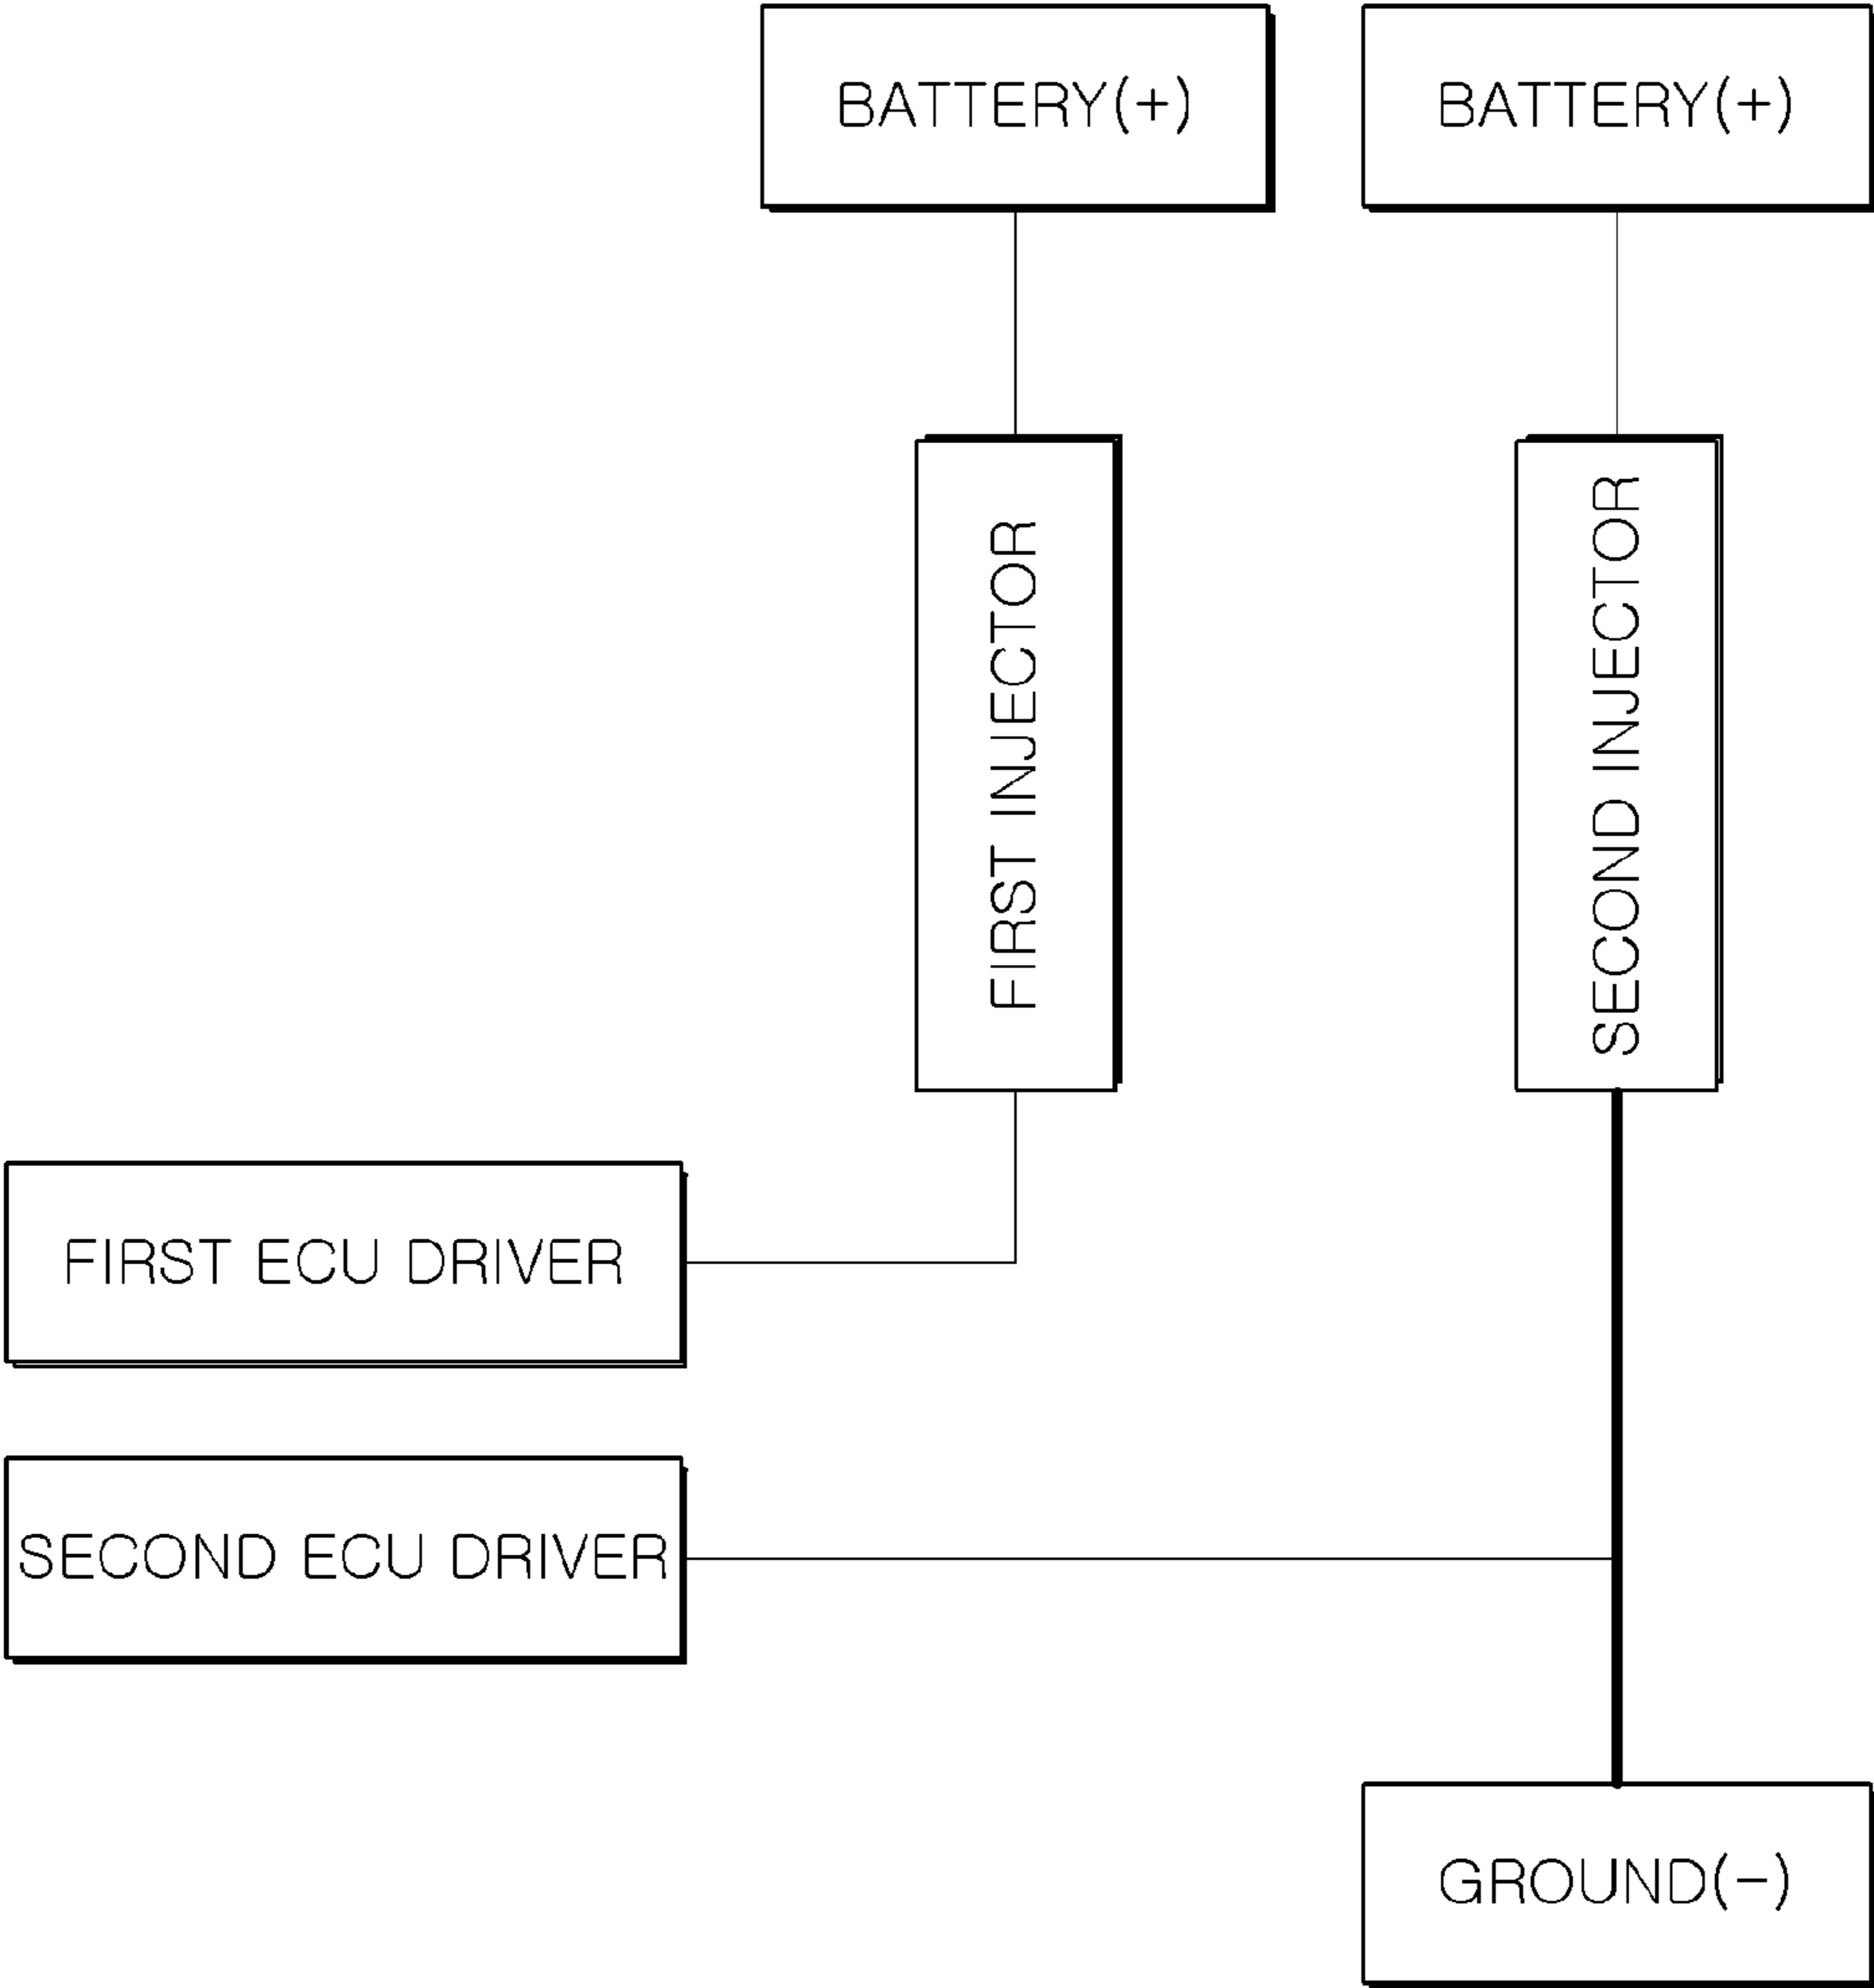 BATTERY(+)
BATTERY(+)
FIRST INJECTOR
SECOND INJECTOR
FIRST ECU DRIVER
SECOND ECU DRIVER
GROUND(-)